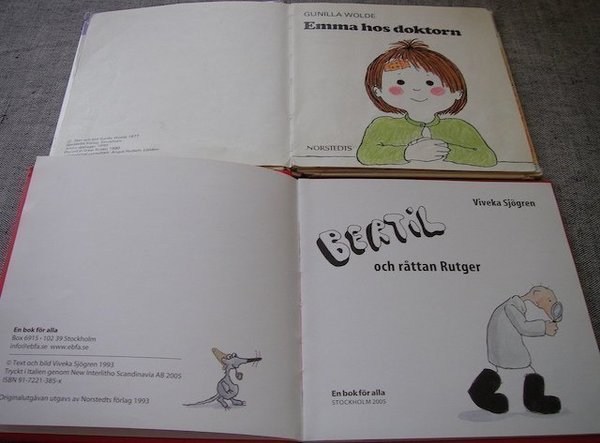 GUNILLA WOLDE
Emma hos doktorn
NORSTEDTS
Viveka Sjögren
BERTIL
och råttan Rutger
En bok för alla
Box 6915 - 102 39 Stockholm
info@ebfa.se www.ebfa.se
© Text och bild Viveka Sjögren 1993
Tryckt i Italien genom New Interlitho Scandinavia AB 2005
ISBN 91-7221-385-x
Originalutgåvan utgavs av Norstedts förlag 1993
En bok för alla
STOCKHOLM 2005